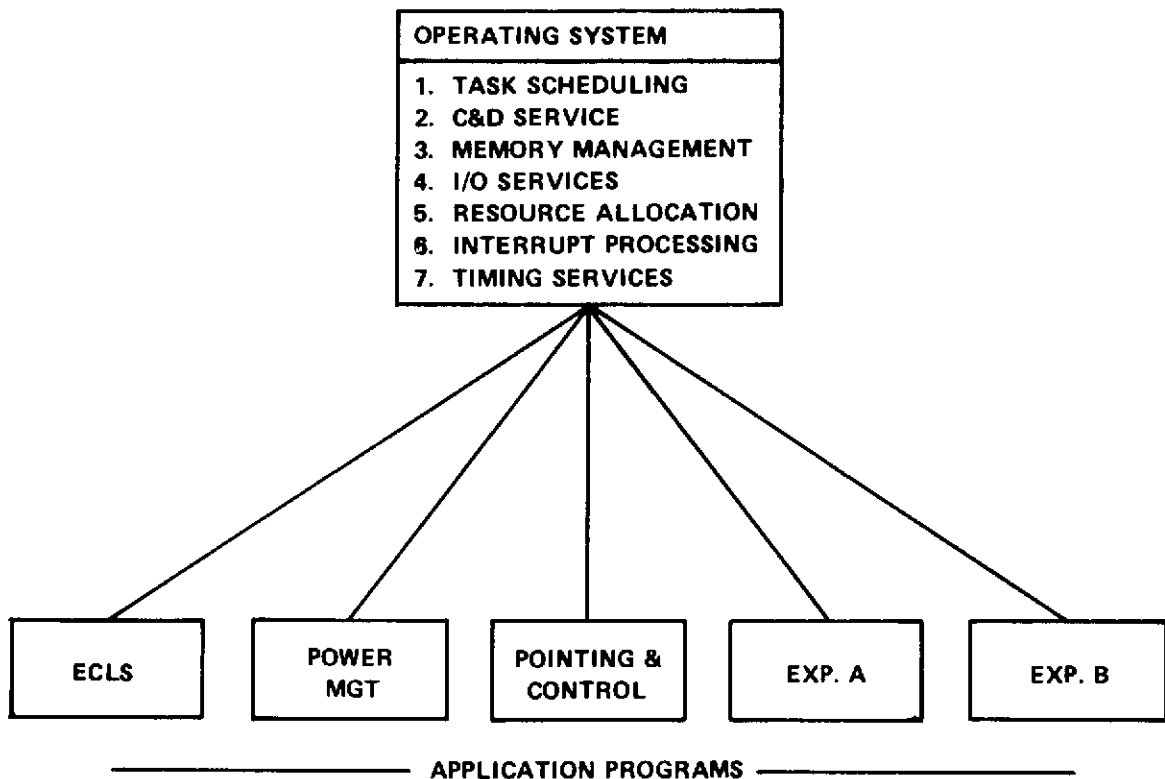 OPERATING SYSTEM
1. TASK SCHEDULING
2. C&D SERVICE
3. MEMORY MANAGEMENT
4. I/O SERVICES
5. RESOURCE ALLOCATION
6. INTERRUPT PROCESSING
7. TIMING SERVICES
ECLS
POWER
MGT
POINTING &
CONTROL
EXP. A
EXP. B
APPLICATION PROGRAMS